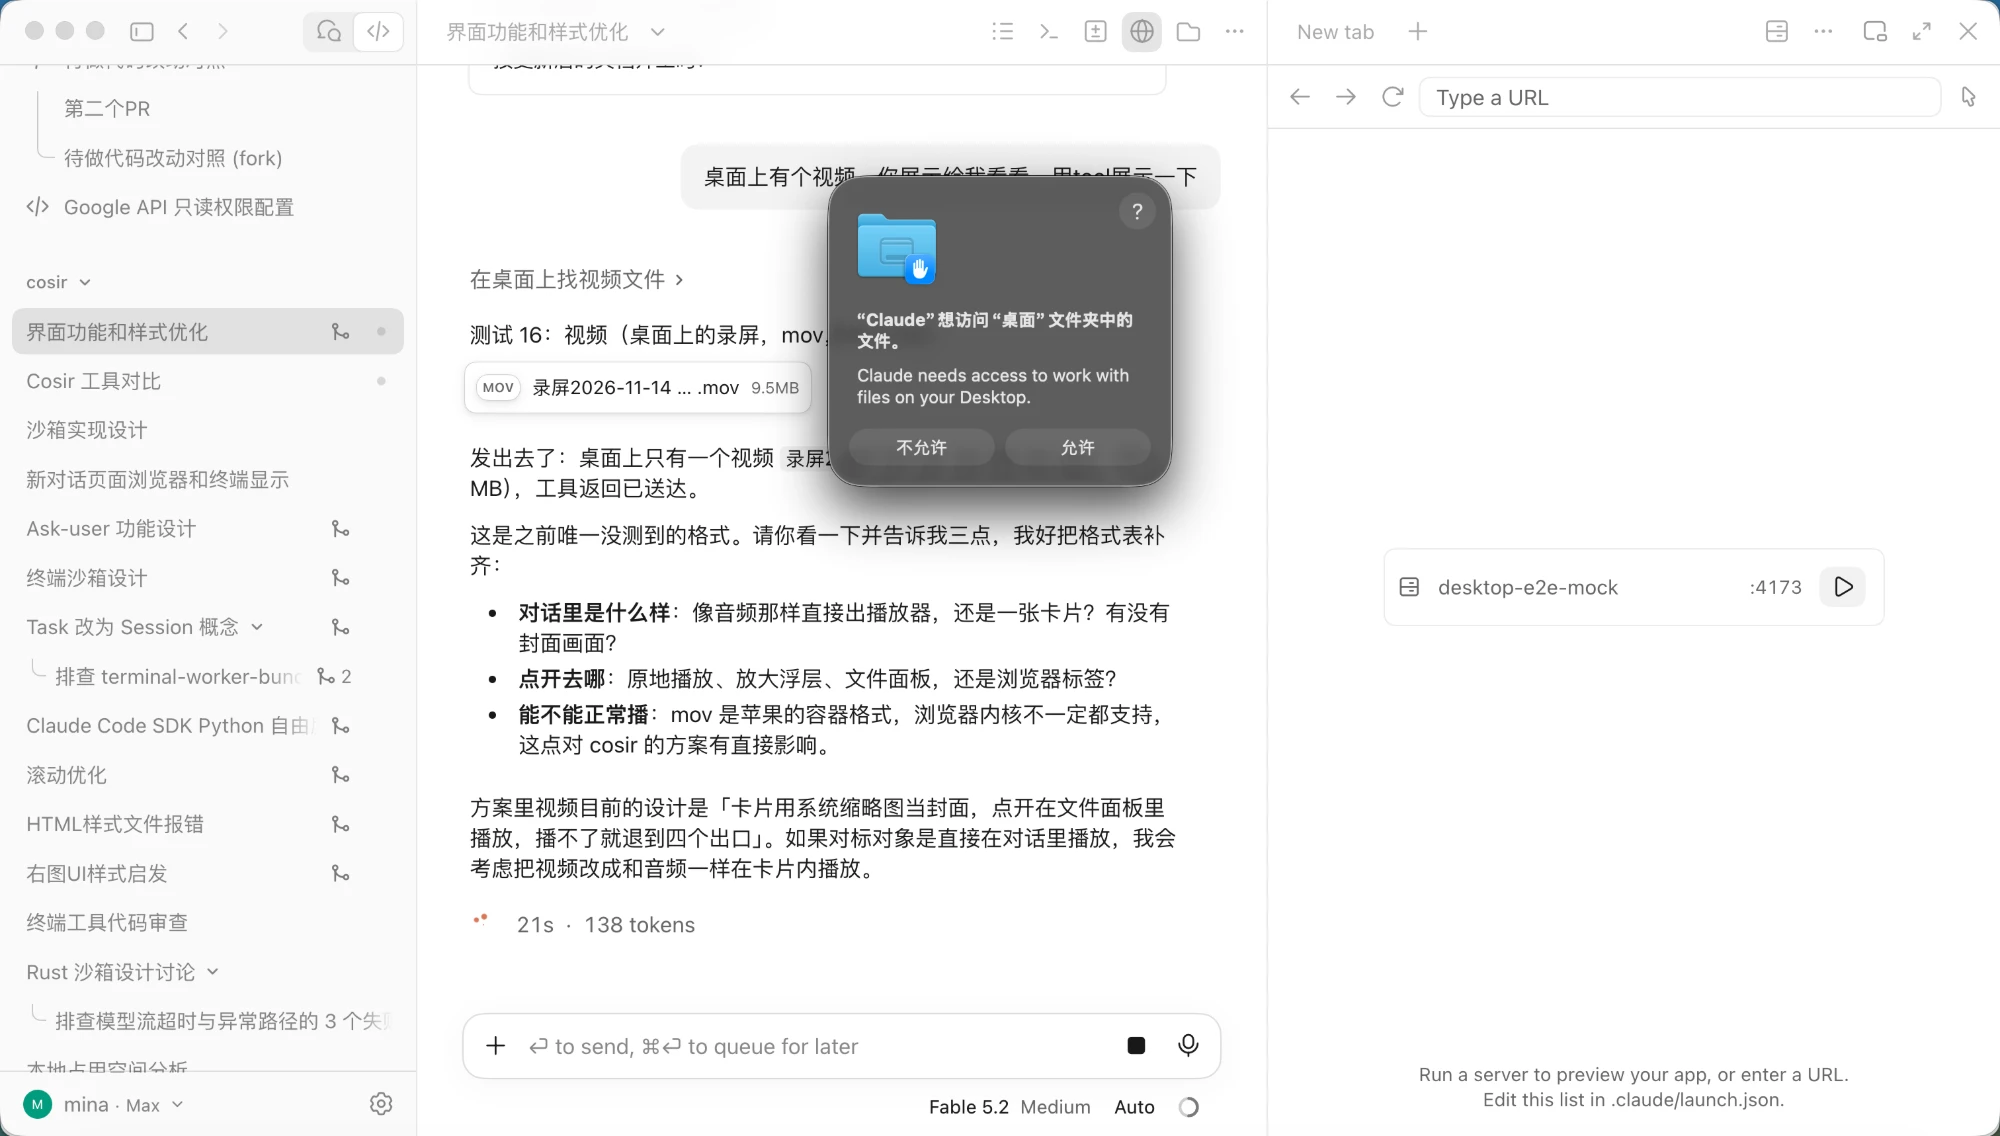 界面功能和样式优化
New tab
第二个PR
待做代码改动对照 (fork)
Google API 只读权限配置
cosir
界面功能和样式优化
Cosir 工具对比
沙箱实现设计
新对话页面浏览器和终端显示
Ask-user 功能设计
终端沙箱设计
Task 改为 Session 概念
排查 terminal-worker-bunc
2
Claude Code SDK Python 自由
滚动优化
HTML样式文件报错
右图UI样式启发
终端工具代码审查
Rust 沙箱设计讨论
排查模型流超时与异常路径的 3 个失
本地占用空间分析
M
mina · Max
桌面上有个视频，你展示给我看看，用tool展示一下
在桌面上找视频文件
测试 16：视频（桌面上的录屏，mov,
MOV
录屏2026-11-14 ... .mov
9.5MB
发出去了：桌面上只有一个视频 录屏2
MB），工具返回已送达。
这是之前唯一没测到的格式。请你看一下并告诉我三点，我好把格式表补
齐：
• 对话里是什么样：像音频那样直接出播放器，还是一张卡片？有没有
封面画面？
• 点开去哪：原地播放、放大浮层、文件面板，还是浏览器标签？
• 能不能正常播：mov 是苹果的容器格式，浏览器内核不一定都支持，
这点对 cosir 的方案有直接影响。
方案里视频目前的设计是「卡片用系统缩略图当封面，点开在文件面板里
播放，播不了就退到四个出口」。如果对标对象是直接在对话里播放，我会
考虑把视频改成和音频一样在卡片内播放。
21s · 138 tokens
⏎ to send, ⌘⏎ to queue for later
Fable 5.2 Medium Auto
?
“Claude”想访问“桌面”文件夹中的
文件。
Claude needs access to work with
files on your Desktop.
不允许
允许
Type a URL
desktop-e2e-mock
:4173
Run a server to preview your app, or enter a URL.
Edit this list in .claude/launch.json.